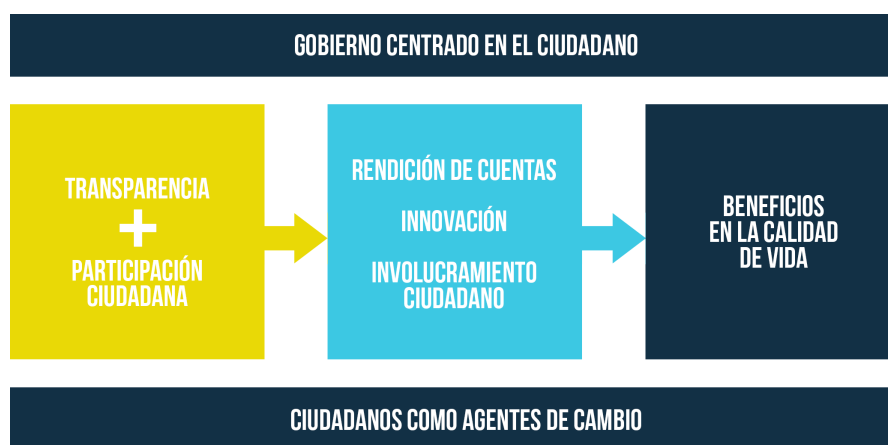 GOBIERNO CENTRADO EN EL CIUDADANO
TRANSPARENCIA
+
PARTICIPACIÓN
CIUDADANA
RENDICIÓN DE CUENTAS
INNOVACIÓN
INVOLUCRAMIENTO
CIUDADANO
BENEFICIOS
EN LA CALIDAD
DE VIDA
CIUDADANOS COMO AGENTES DE CAMBIO